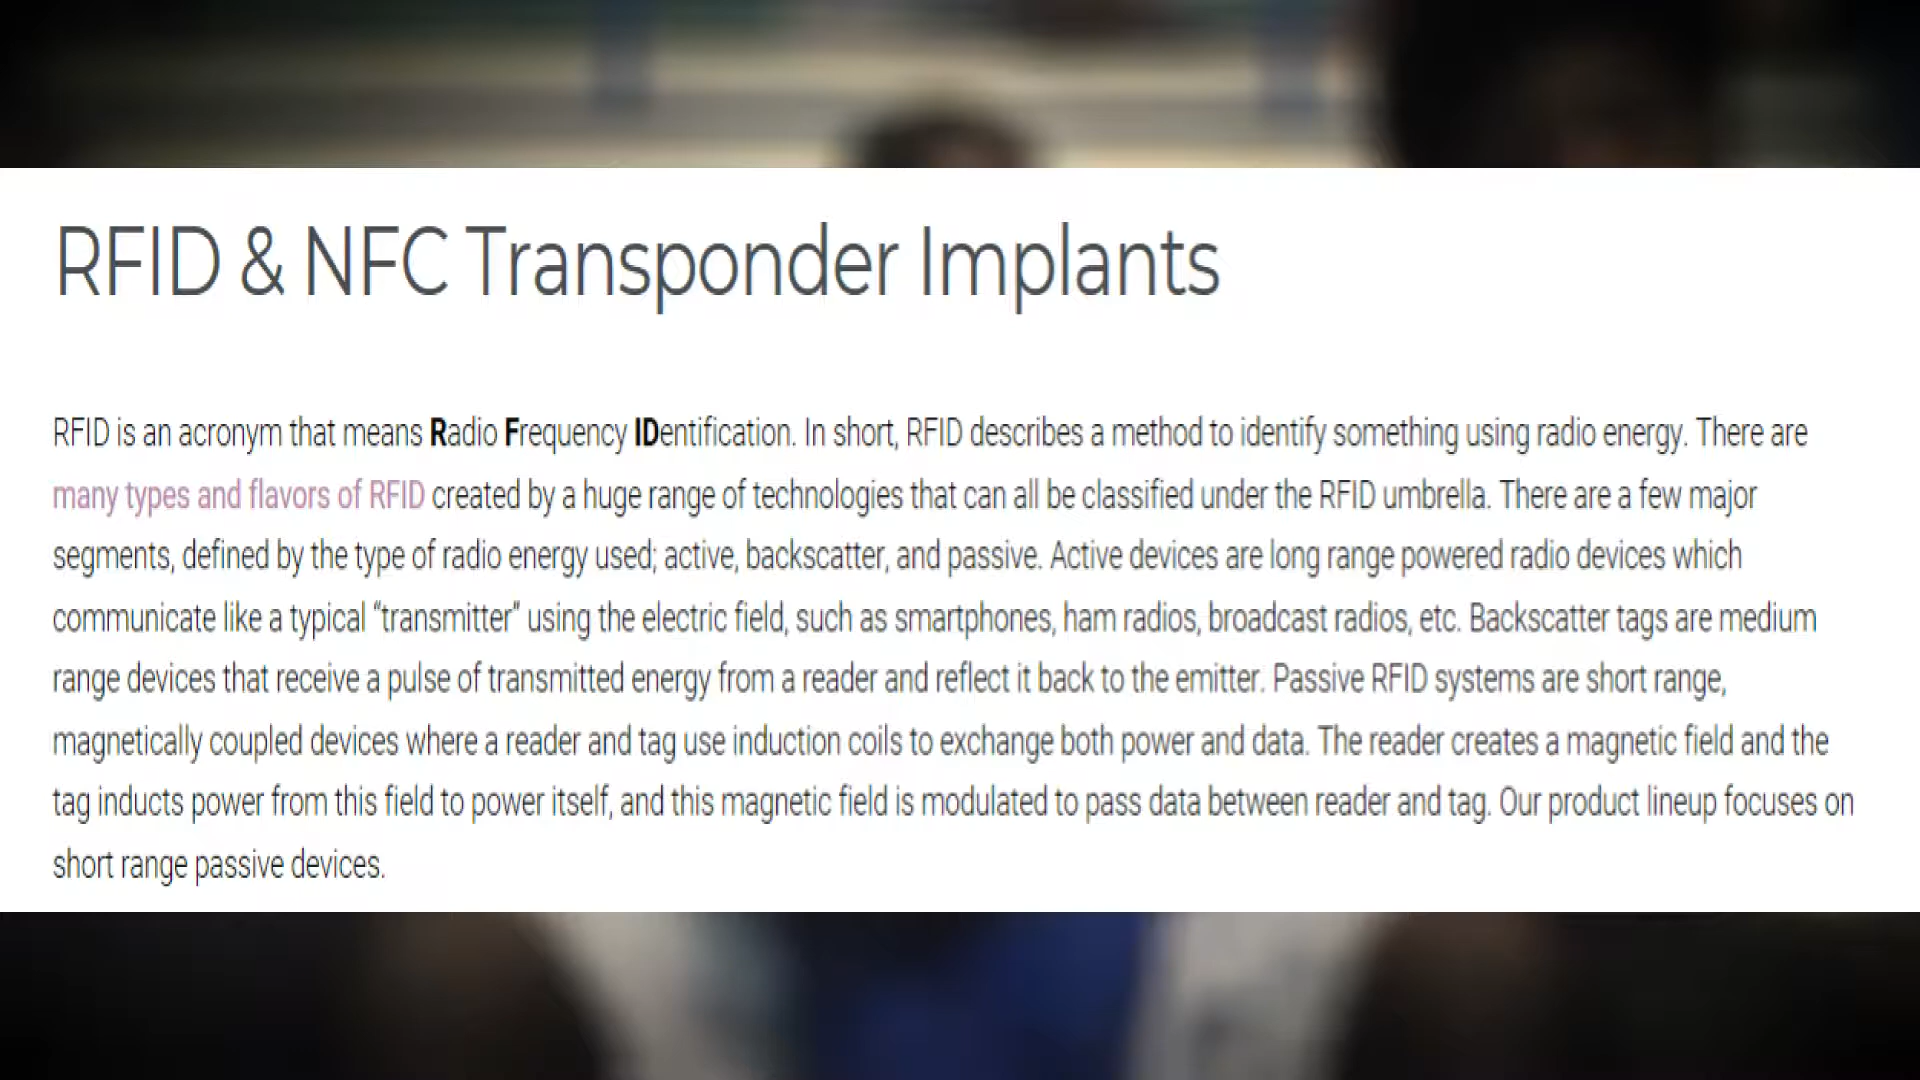 RFID & NFC Transponder Implants
RFID is an acronym that means Radio Frequency IDentification. In short, RFID describes a method to identify something using radio energy. There are
many types and flavors of RFID created by a huge range of technologies that can all be classified under the RFID umbrella. There are a few major
segments, defined by the type of radio energy used; active, backscatter, and passive. Active devices are long range powered radio devices which
communicate like a typical “transmitter” using the electric field, such as smartphones, ham radios, broadcast radios, etc. Backscatter tags are medium
range devices that receive a pulse of transmitted energy from a reader and reflect it back to the emitter. Passive RFID systems are short range,
magnetically coupled devices where a reader and tag use induction coils to exchange both power and data. The reader creates a magnetic field and the
tag inducts power from this field to power itself, and this magnetic field is modulated to pass data between reader and tag. Our product lineup focuses on
short range passive devices.